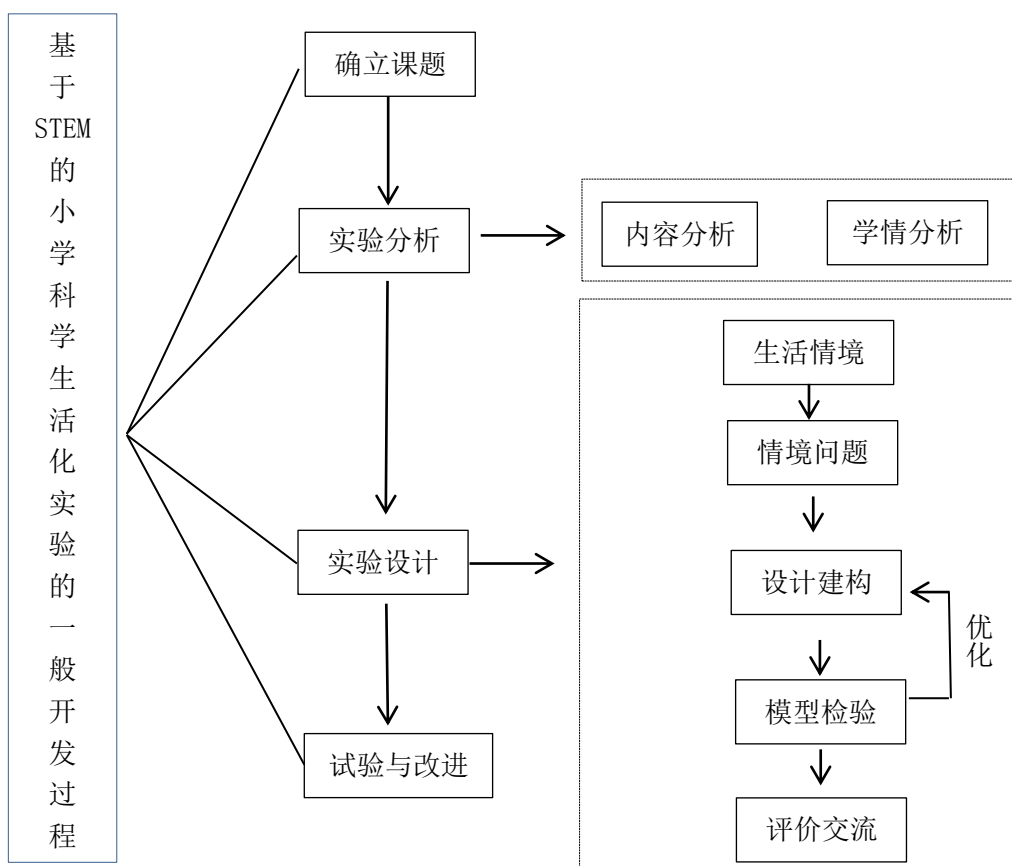 基于STEM的小学科学生活化实验的一般开发过程
确立课题
实验分析
内容分析
学情分析
生活情境
情境问题
实验设计
设计建构
优化
模型检验
试验与改进
评价交流